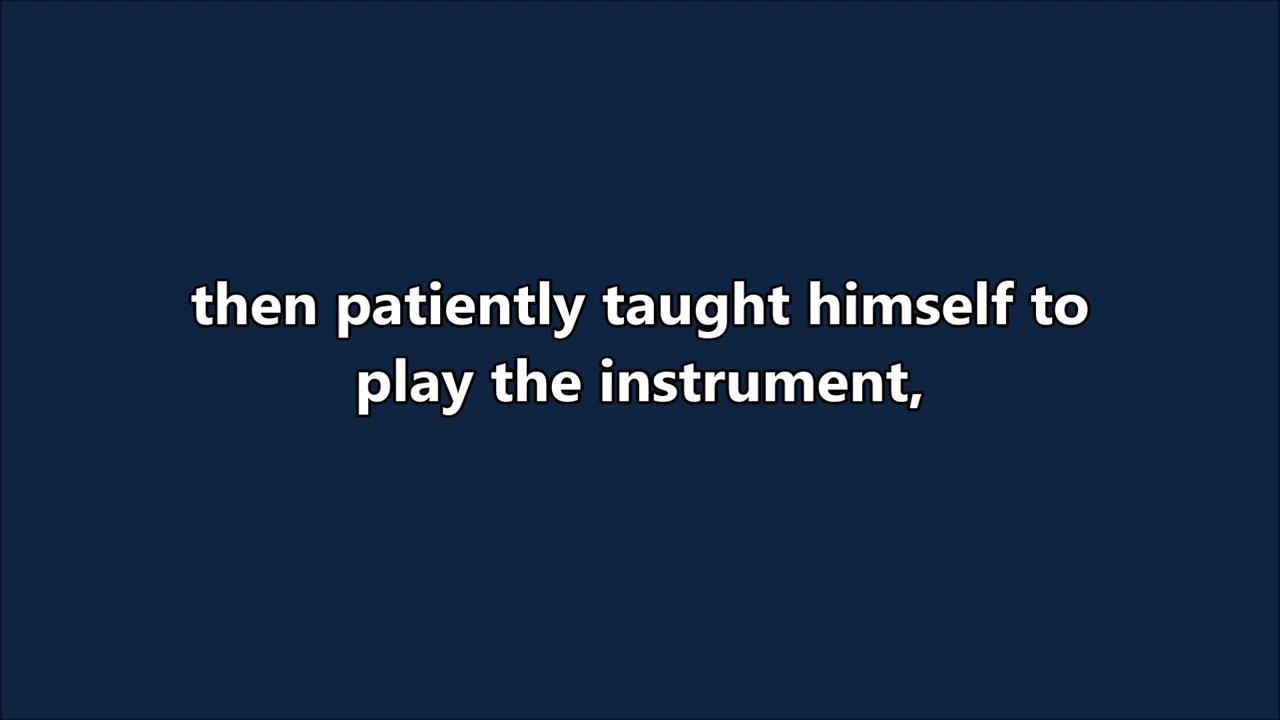 then patiently taught himself to
play the instrument,